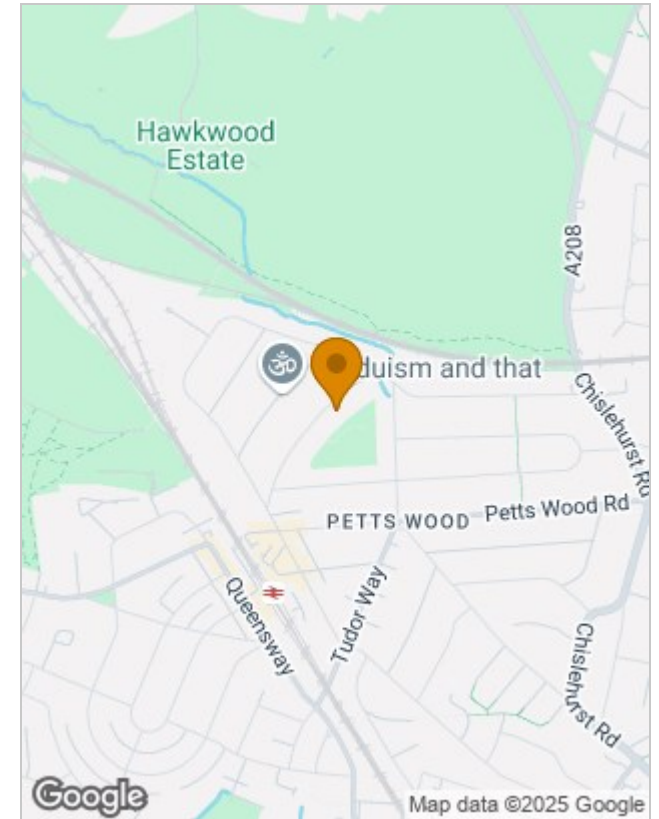 Hawkwood
Estate
A208
ॐ
duism and that
Chislehurst Rd
PETTS WOOD
Petts Wood Rd
Queensway
Tudor Way
Chislehurst Rd
Google
Map data ©2025 Google